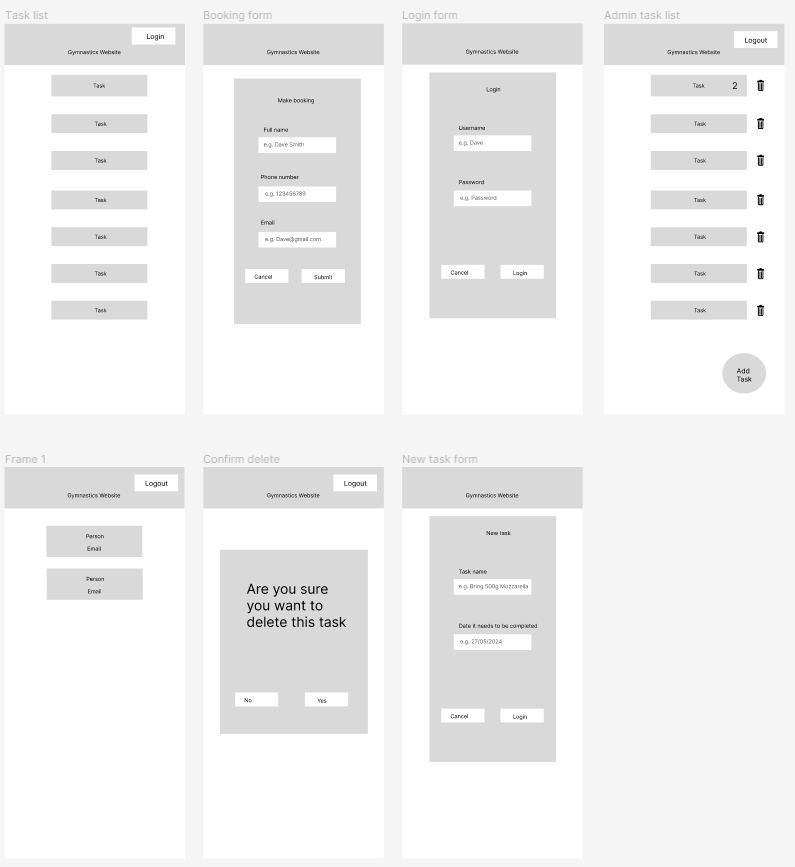 Task list
Login
Gymnastics Website
Task
Task
Task
Task
Task
Task
Task
Booking form
Gymnastics Website
Make booking
Full name
e.g. Dave Smith
Phone number
e.g. 123456789
Email
e.g. Dave@gmail.com
Cancel
Submit
Login form
Gymnastics Website
Login
Username
e.g. Dave
Password
e.g. Password
Cancel
Login
Admin task list
Logout
Gymnastics Website
Task 2
Task
Task
Task
Task
Task
Task
Add
Task
Frame 1
Logout
Gymnastics Website
Person
Email
Person
Email
Confirm delete
Logout
Gymnastics Website
Are you sure
you want to
delete this task
No
Yes
New task form
Gymnastics Website
New task
Task name
e.g. Bring 500g Mozzarella
Date it needs to be completed
e.g. 27/05/2024
Cancel
Login